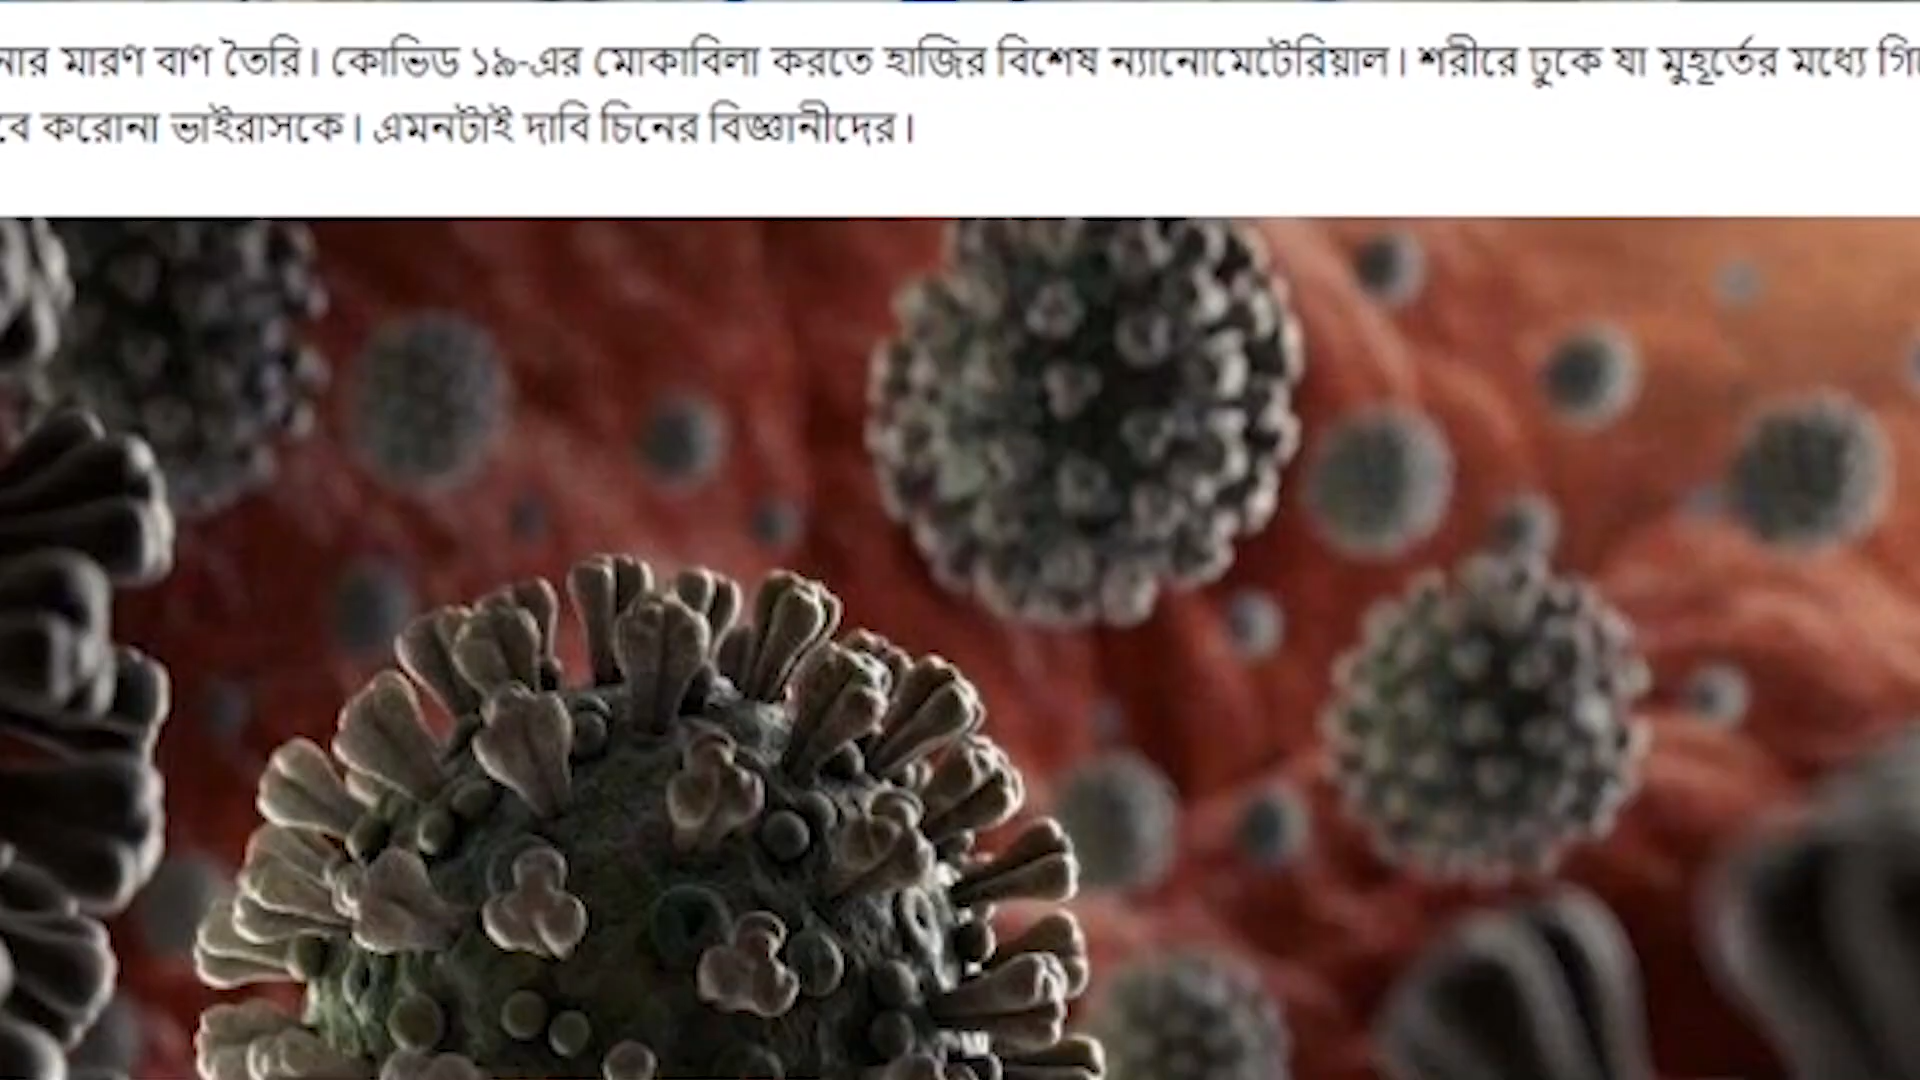 মারণ বাণ তৈরি। কোভিড ১৯-এর মোকাবিলা করতে হাজির বিশেষ ন্যানোমেটেরিয়াল। শরীরে ঢুকে যা মুহূর্তের মধ্যে
করোনা ভাইরাসকে। এমনটাই দাবি চিনের বিজ্ঞানীদের।